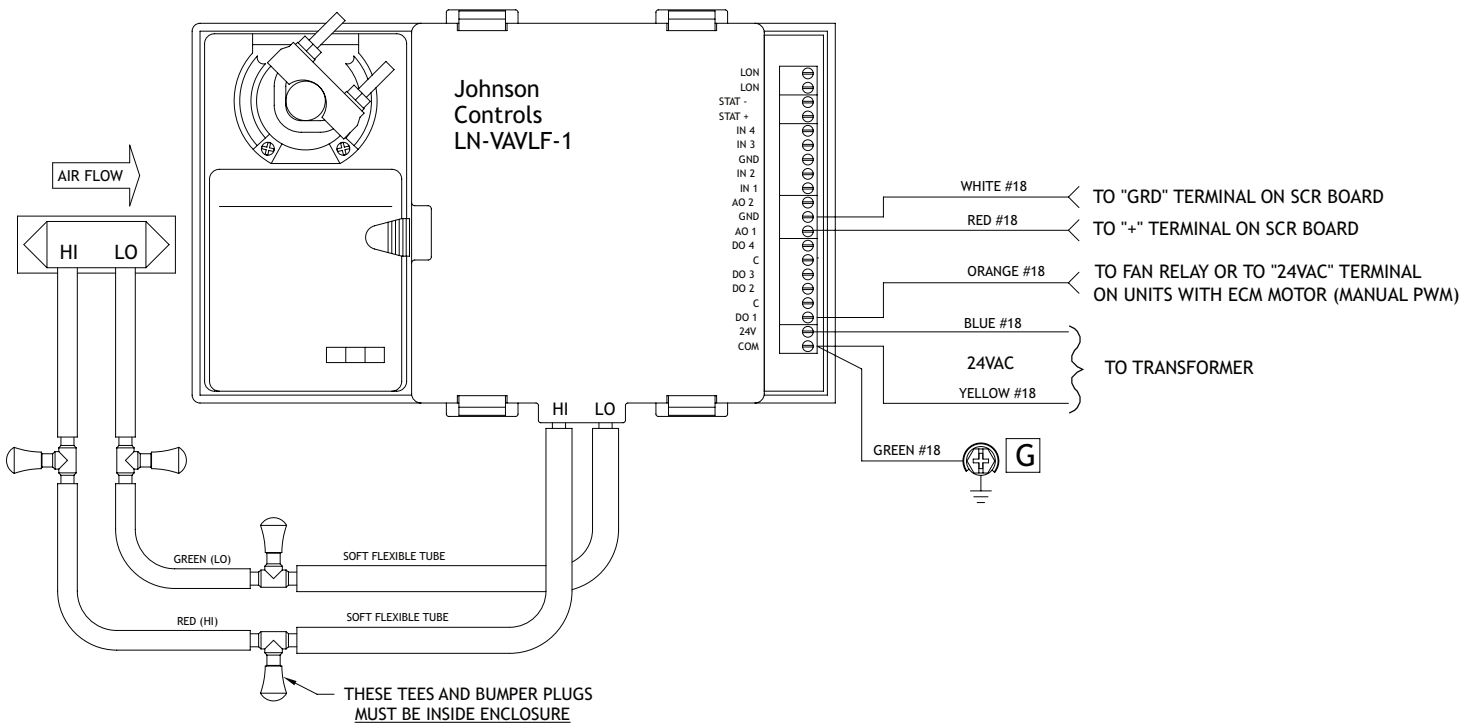 Johnson
Controls
LN-VAVLF-1
AIR FLOW
HI LO
LON
LON
STAT -
STAT +
IN 4
IN 3
GND
IN 2
IN 1
AO 2
GND
AO 1
DO 4
C
DO 3
DO 2
C
DO 1
24V
COM
WHITE #18
TO "GRD" TERMINAL ON SCR BOARD
RED #18
TO "+" TERMINAL ON SCR BOARD
ORANGE #18
TO FAN RELAY OR TO "24VAC" TERMINAL
ON UNITS WITH ECM MOTOR (MANUAL PWM)
BLUE #18
24VAC
TO TRANSFORMER
YELLOW #18
GREEN #18
G
HI LO
GREEN (LO)
SOFT FLEXIBLE TUBE
RED (HI)
SOFT FLEXIBLE TUBE
THESE TEES AND BUMPER PLUGS
MUST BE INSIDE ENCLOSURE